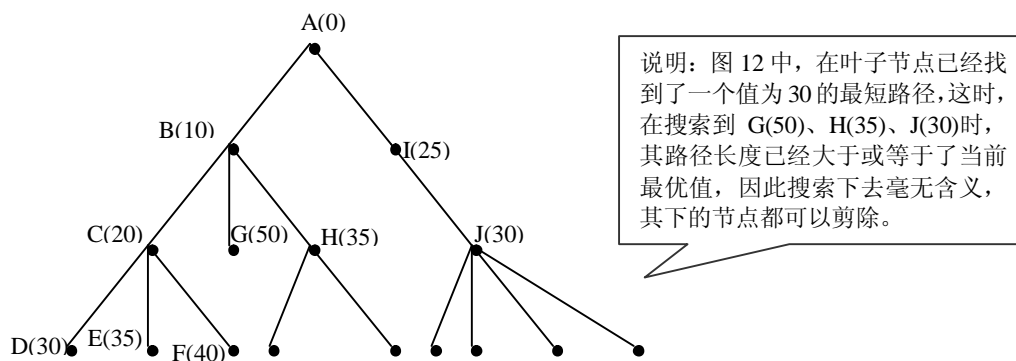 A(0)
说明：图 12 中，在叶子节点已经找
到了一个值为 30 的最短路径，这时，
在搜索到 G(50)、H(35)、J(30)时，
其路径长度已经大于或等于了当前
最优值，因此搜索下去毫无含义，
其下的节点都可以剪除。
B(10)
I(25)
C(20)
G(50)
H(35)
J(30)
D(30)
E(35)
F(40)